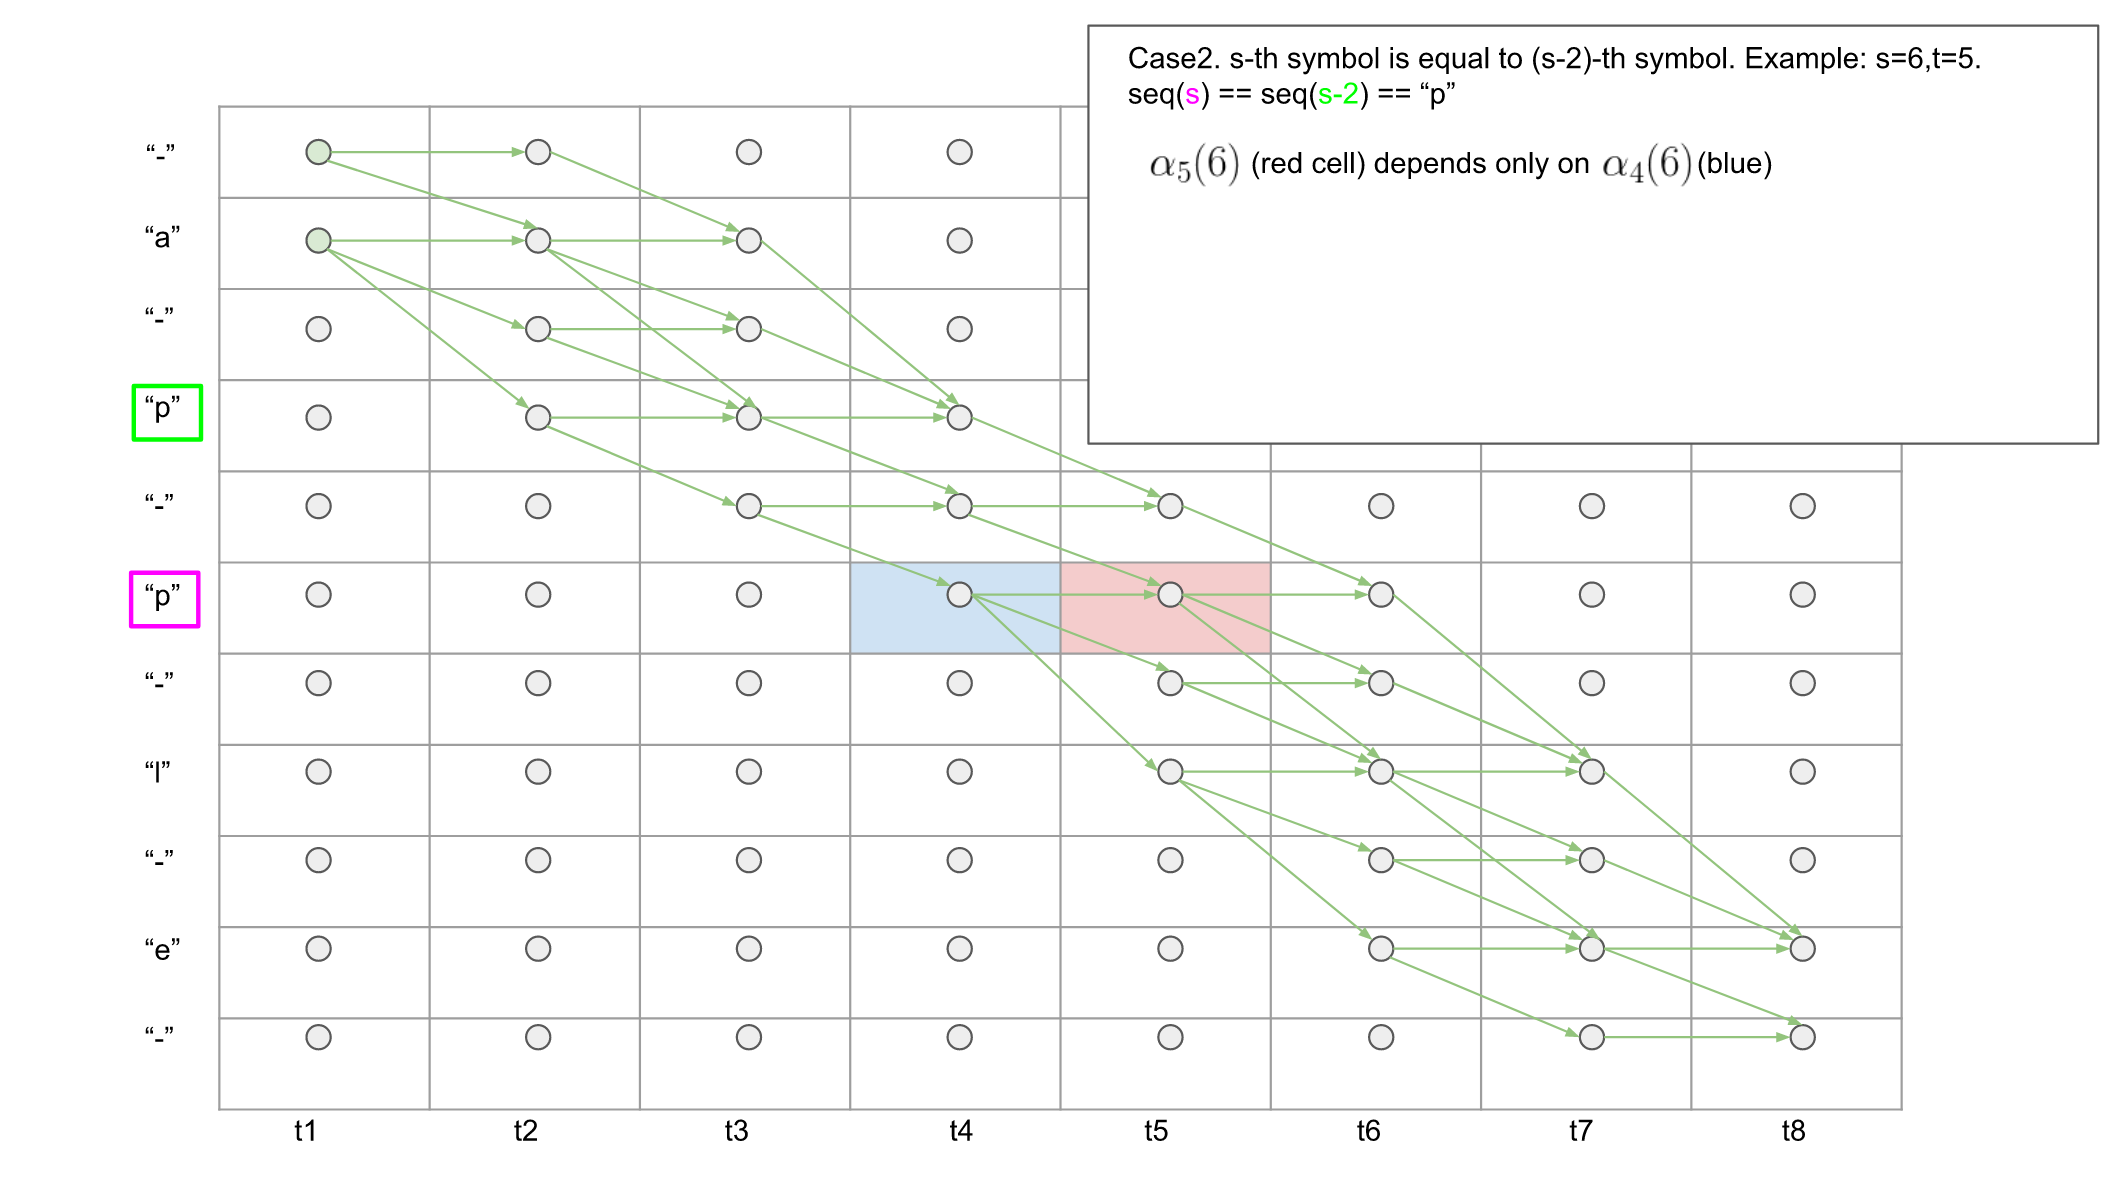 Case2. s-th symbol is equal to (s-2)-th symbol. Example: s=6,t=5.
seq(s) == seq(s-2) == “p”
α₅(6) (red cell) depends only on α₄(6)(blue)
“-”
“a”
“-”
“p”
“-”
“p”
“-”
“l”
“-”
“e”
“-”
t1 t2 t3 t4 t5 t6 t7 t8